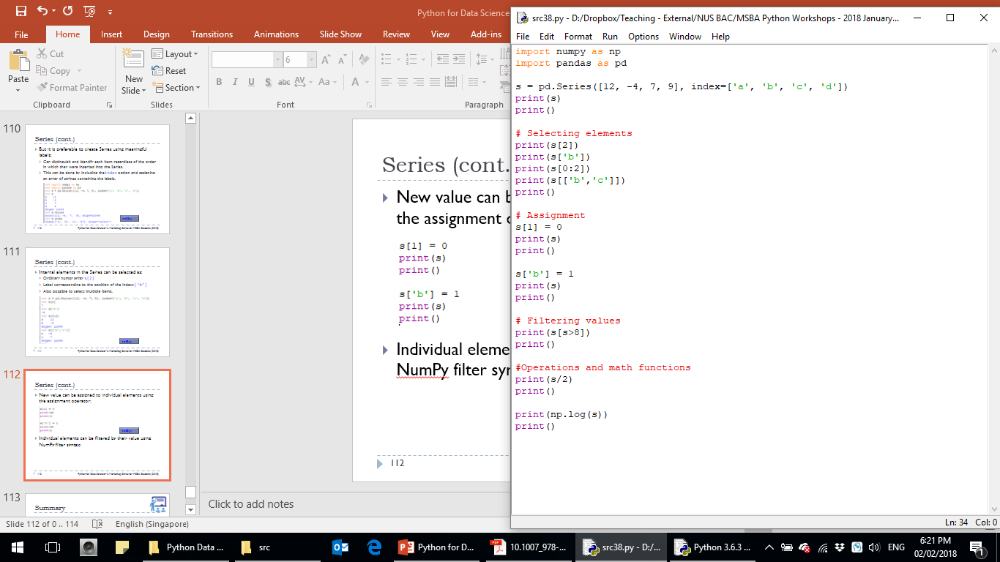 Python for Data Science
File
Home
Insert
Design
Transitions
Animations
Slide Show
Review
View
Add-ins
Paste
Cut
Copy
Format Painter
Clipboard
New
Slide
Layout
Reset
Section
Slides
6
B I U S abc AV Aa A
Font
Paragraph
110
Series (cont.)
But it is preferable to create Series using meaningful
labels:
Can distinguish and identify each item regardless of the order
in which they were inserted into the Series.
This can be done by including the index option and assigning
an array of strings containing the labels.
111
Series (cont.)
Internal elements in the Series can be selected as:
Ordinary numpy array s[2]
Label corresponding to the position of the index s['b']
Also possible to select multiple items.
112
Series (cont.)
New value can be assigned to individual elements using
the assignment operator:
s[1] = 0
print(s)
print()
s['b'] = 1
print(s)
print()
Individual elements can be filtered by their value using
NumPy filter syntax:
113
Summary
Series (cont.
New value can b
the assignment o
s[1] = 0
print(s)
print()
s['b'] = 1
print(s)
print()
Individual eleme
NumPy filter syn
112
Click to add notes
Slide 112 of 0 .. 114
English (Singapore)
src38.py - D:/Dropbox/Teaching - External/NUS BAC/MSBA Python Workshops - 2018 January...
File Edit Format Run Options Window Help
import numpy as np
import pandas as pd
s = pd.Series([12, -4, 7, 9], index=['a', 'b', 'c', 'd'])
print(s)
print()
# Selecting elements
print(s[2])
print(s['b'])
print(s[0:2])
print(s[['b','c']])
print()
# Assignment
s[1] = 0
print(s)
print()
s['b'] = 1
print(s)
print()
# Filtering values
print(s[s>8])
print()
#Operations and math functions
print(s/2)
print()
print(np.log(s))
print()
Ln: 34 Col: 0
Python Data ...
src
Python for D...
10.1007_978-...
src38.py - D:/...
Python 3.6.3 ...
ENG
6:21 PM
02/02/2018
1